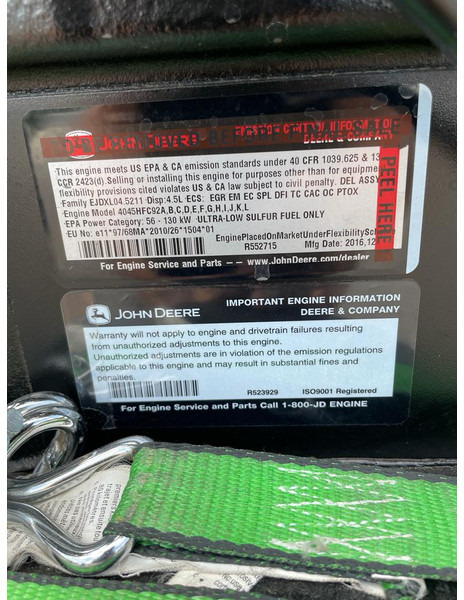 JOHN DEERE
EMISSION CONTROL INFORMATION
DEERE & COMPANY
PEEL HERE
This engine meets US EPA & CA emission standards under 40 CFR 1039.625 & 13
CCR 2423(d). Selling or installing this engine for purposes other than for equipme
flexibility provisions cited violates US & CA law subject to civil penalty. DEL ASSY
Family EJDXL04.5211 Disp:4.5L ECS: EGR EM EC SPL DFI TC CAC OC PTOX
Engine Model 4045HFC92A,B,C,D,E,F,G,H,I,J,K,L
EPA Power Category: 56 - 130 kW ULTRA-LOW SULFUR FUEL ONLY
EU No: e11*97/68MA*2010/26*1504*01
EnginePlacedOnMarketUnderFlexibilitySch
R552715 Mfg Date: 2016,12
For Engine Service and Parts -- www.JohnDeere.com/dealer
JOHN DEERE
IMPORTANT ENGINE INFORMATION
DEERE & COMPANY
Warranty will not apply to engine and drivetrain failures resulting
from unauthorized adjustments to this engine.
Unauthorized adjustments are in violation of the emission regulations
applicable to this engine and may result in substantial fines and
penalties.
R523929 ISO9001 Registered
For Engine Service and Parts Call 1-800-JD ENGINE